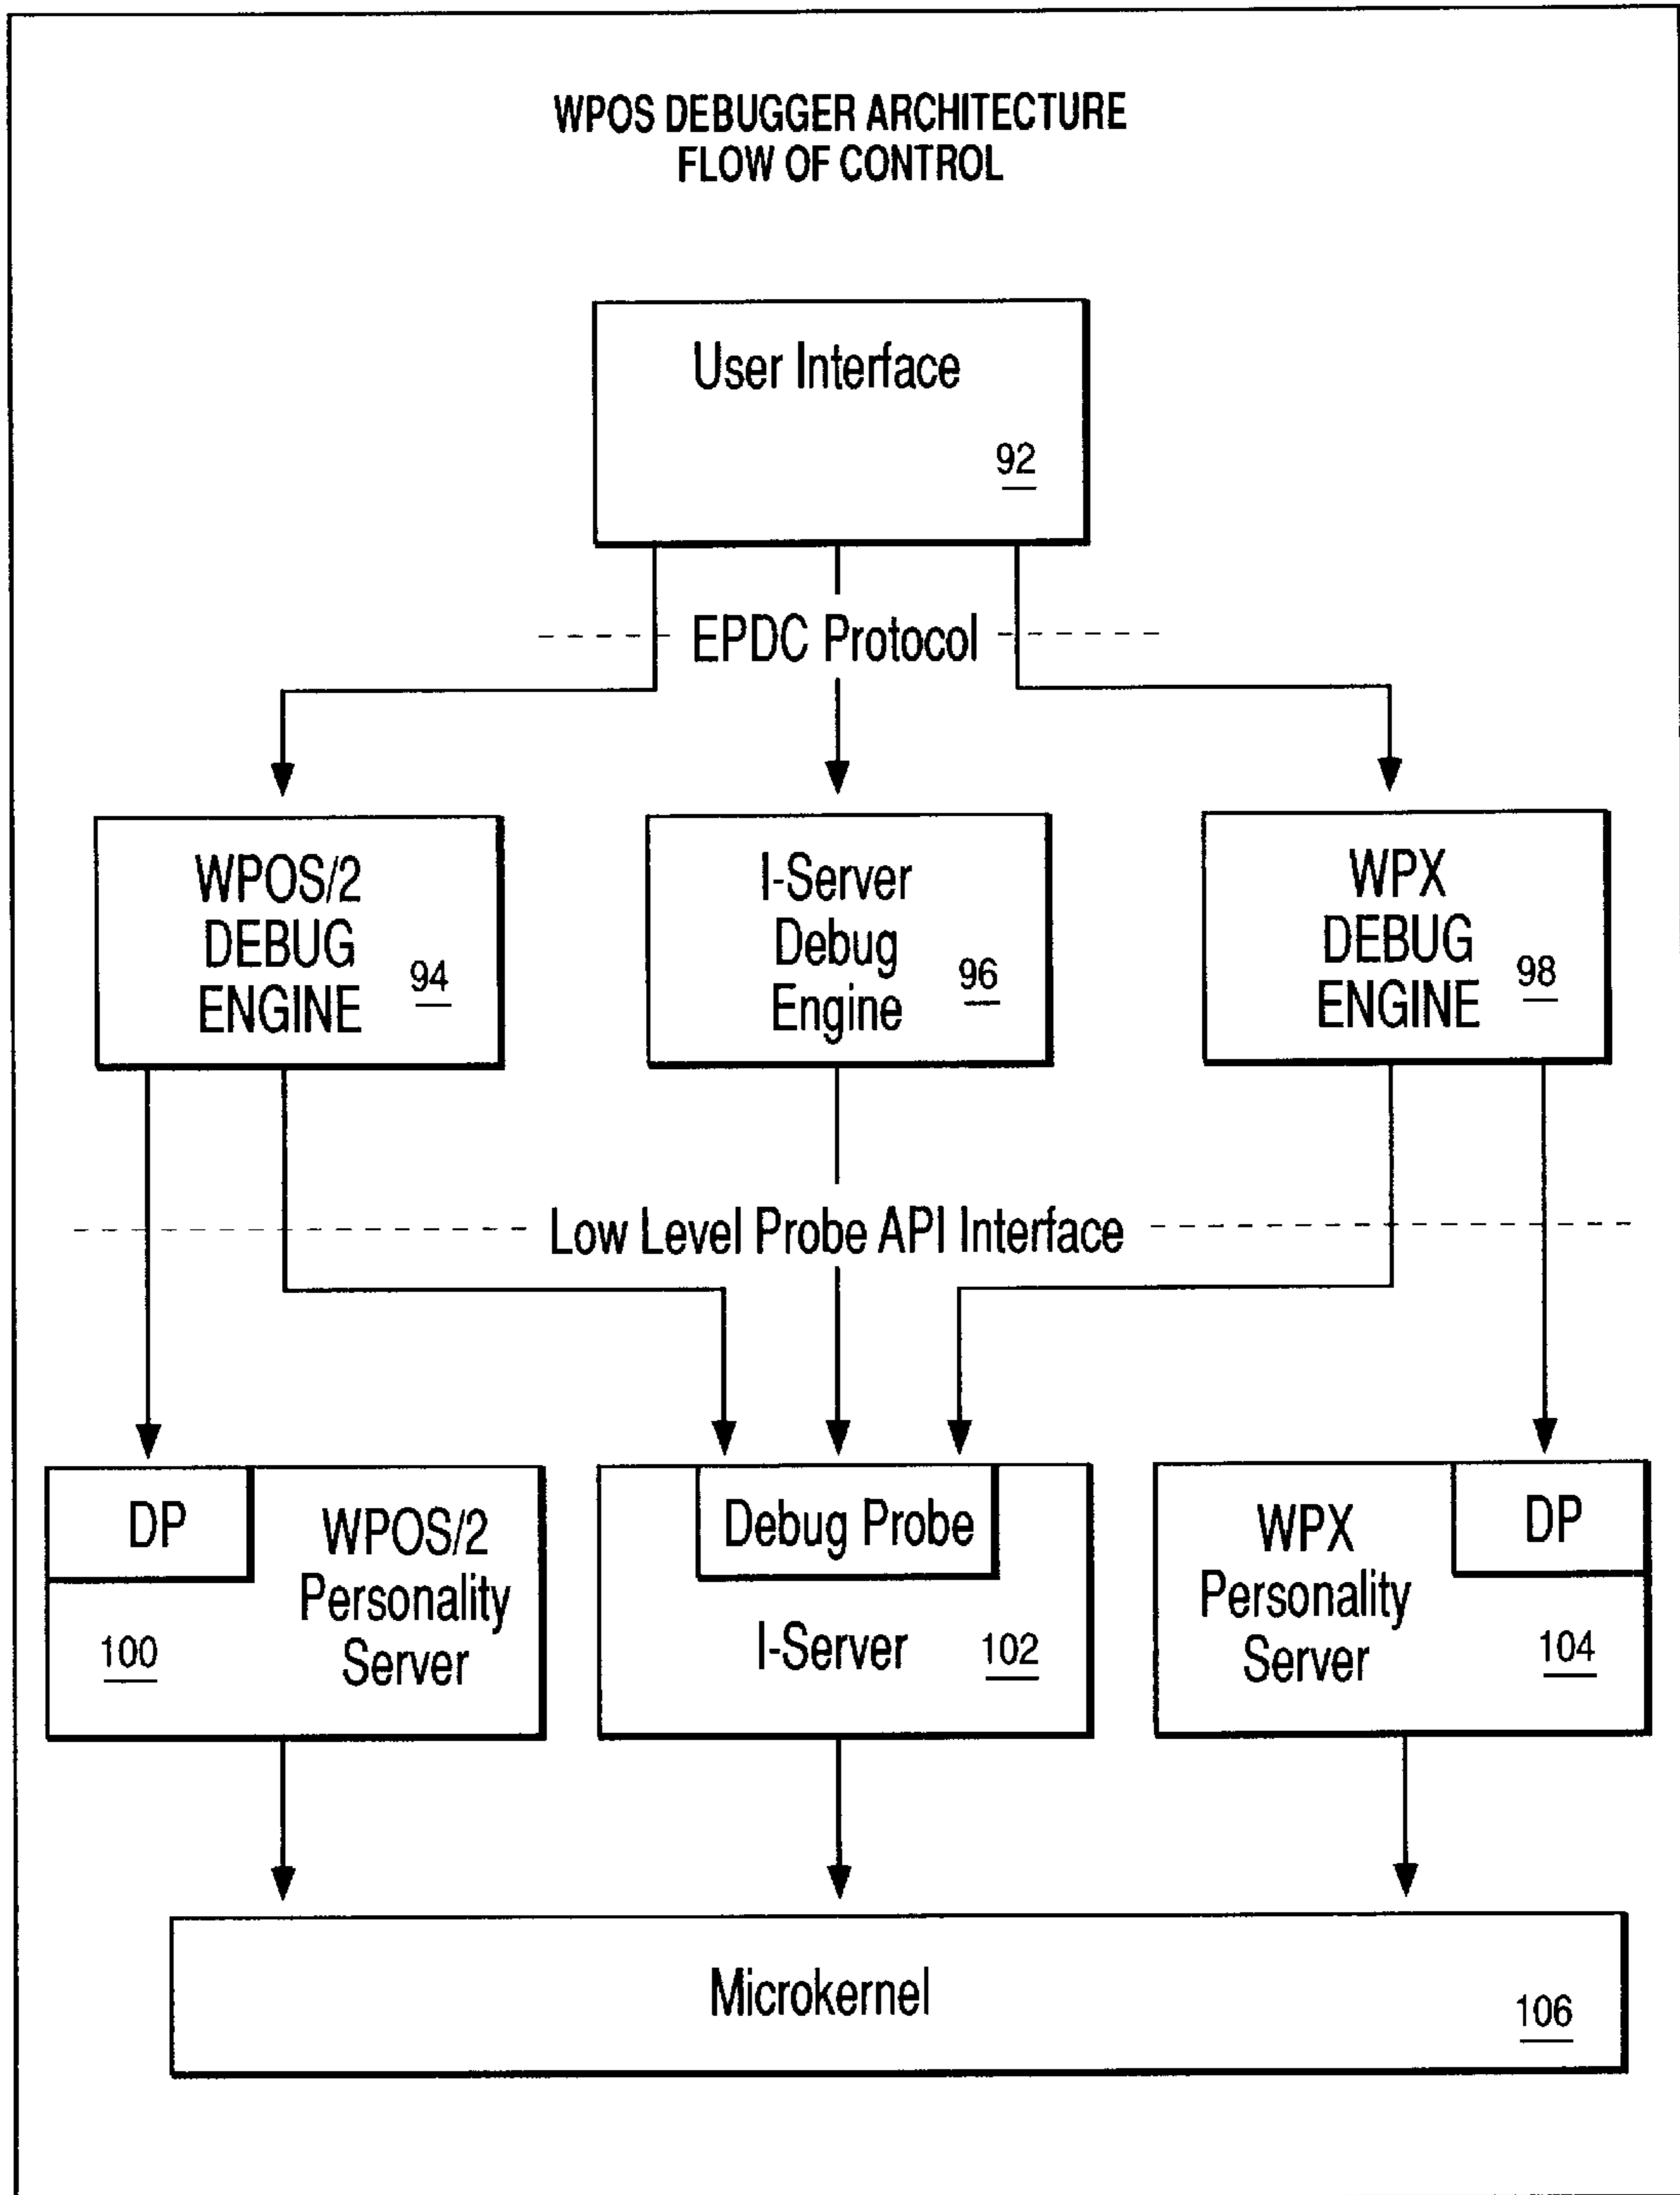 WPOS DEBUGGER ARCHITECTURE
FLOW OF CONTROL
User Interface
92
EPDC Protocol
WPOS/2
DEBUG
ENGINE
94
I-Server
Debug
Engine
96
WPX
DEBUG
ENGINE
98
Low Level Probe API Interface
DP
WPOS/2
Personality
Server
100
Debug Probe
I-Server
102
WPX
Personality
Server
DP
104
Microkernel
106